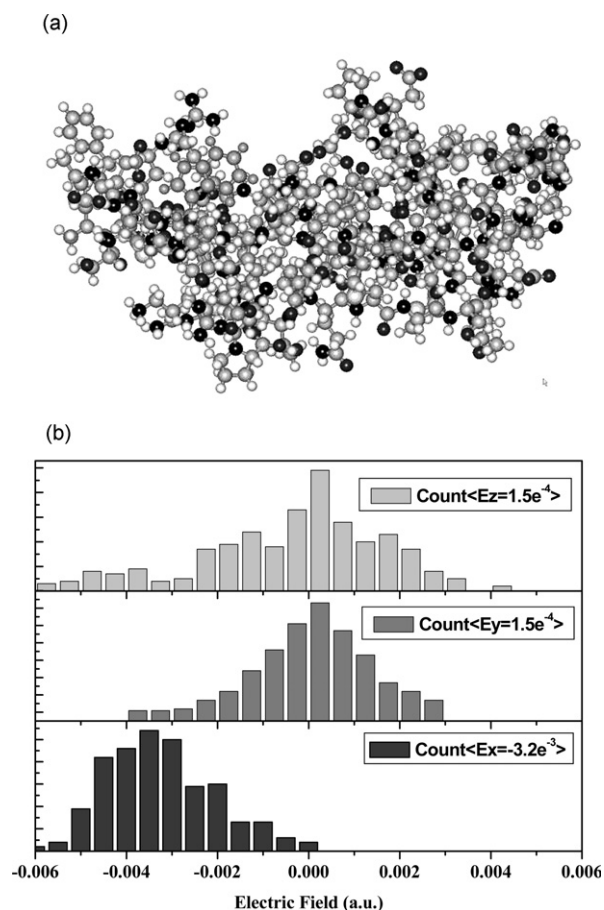 (a)
(b)
Count<Ez=1.5e⁻⁴>
Count<Ey=1.5e⁻⁴>
Count<Ex=-3.2e⁻³>
-0.006 -0.004 -0.002 0.000 0.002 0.004 0.006
Electric Field (a.u.)